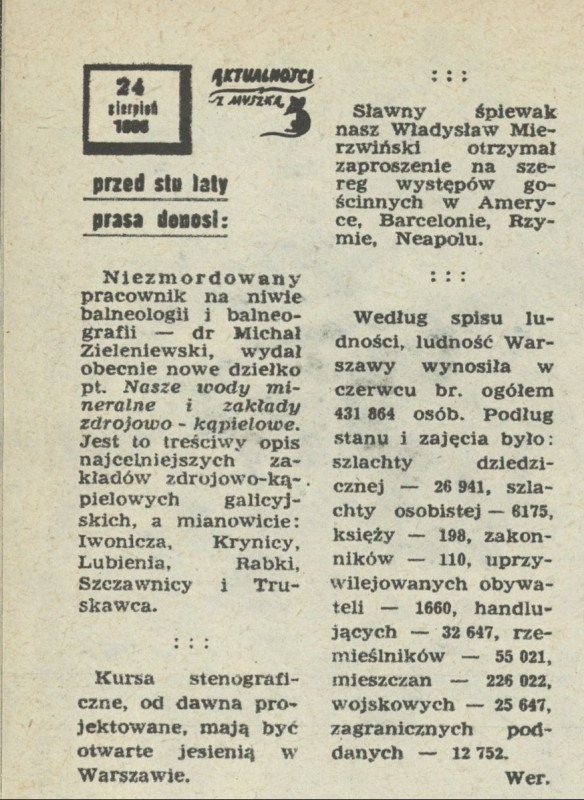 24
sierpień
1886
AKTUALNOŚCI
Z MYSZKĄ
przed stu laty
prasa donosi:
Niezmordowany
pracownik na niwie
balneologii i balneo-
grafii — dr Michał
Zieleniewski, wydał
obecnie nowe dziełko
pt. Nasze wody mi-
neralne i zakłady
zdrojowo - kąpielowe.
Jest to treściwy opis
najcelniejszych za-
kładów zdrojowo-ką-
pielowych galicyj-
skich, a mianowicie:
Iwonicza, Krynicy,
Lubienia, Rabki,
Szczawnicy i Tru-
skawca.
: : :
Kursa stenografi-
czne, od dawna pro-
jektowane, mają być
otwarte jesienią w
Warszawie.
: : :
Sławny śpiewak
nasz Władysław Mie-
rzwiński otrzymał
zaproszenie na sze-
reg występów go-
ścinnych w Amery-
ce, Barcelonie, Rzy-
mie, Neapolu.
: : :
Według spisu lu-
dności, ludność War-
szawy wynosiła w
czerwcu br. ogółem
431 864 osób. Podług
stanu i zajęcia było:
szlachty dziedzi-
cznej — 26 941, szla-
chty osobistej — 6175,
księży — 198, zakon-
ników — 110, uprzy-
wilejowanych obywa-
teli — 1660, handlu-
jących — 32 647, rze-
mieślników — 55 021,
mieszczan — 226 022,
wojskowych — 25 647,
zagranicznych pod-
danych — 12 752.
Wer.